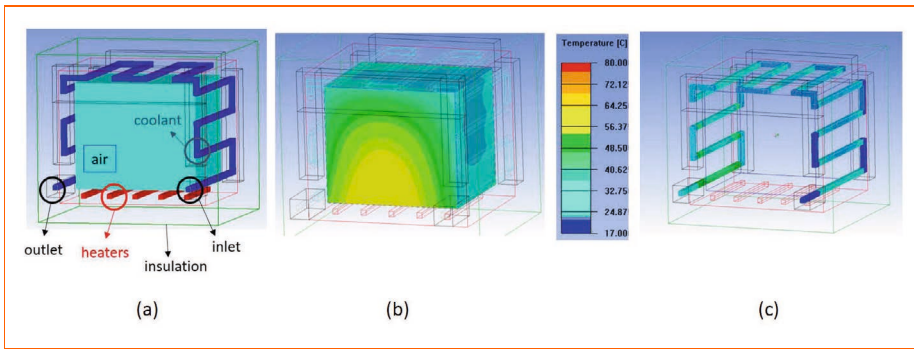 coolant
air
outlet
heaters
insulation
inlet
(a)
(b)
Temperature [C]
80.00
72.12
64.25
56.37
48.50
40.62
32.75
24.87
17.00
(c)